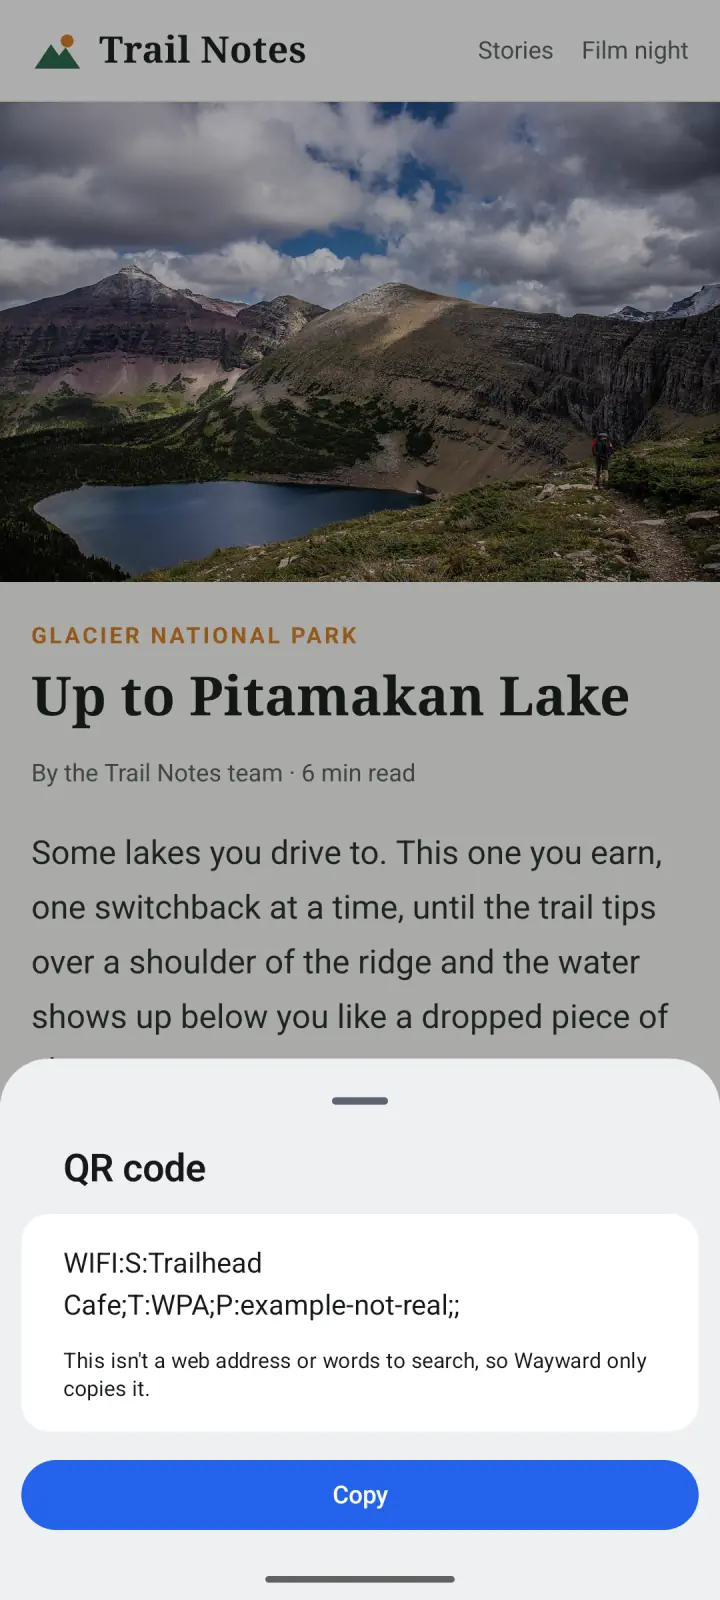 Trail Notes
Stories
Film night
GLACIER NATIONAL PARK
Up to Pitamakan Lake
By the Trail Notes team · 6 min read
Some lakes you drive to. This one you earn,
one switchback at a time, until the trail tips
over a shoulder of the ridge and the water
shows up below you like a dropped piece of
QR code
WIFI:S:Trailhead
Cafe;T:WPA;P:example-not-real;;
This isn't a web address or words to search, so Wayward only
copies it.
Copy